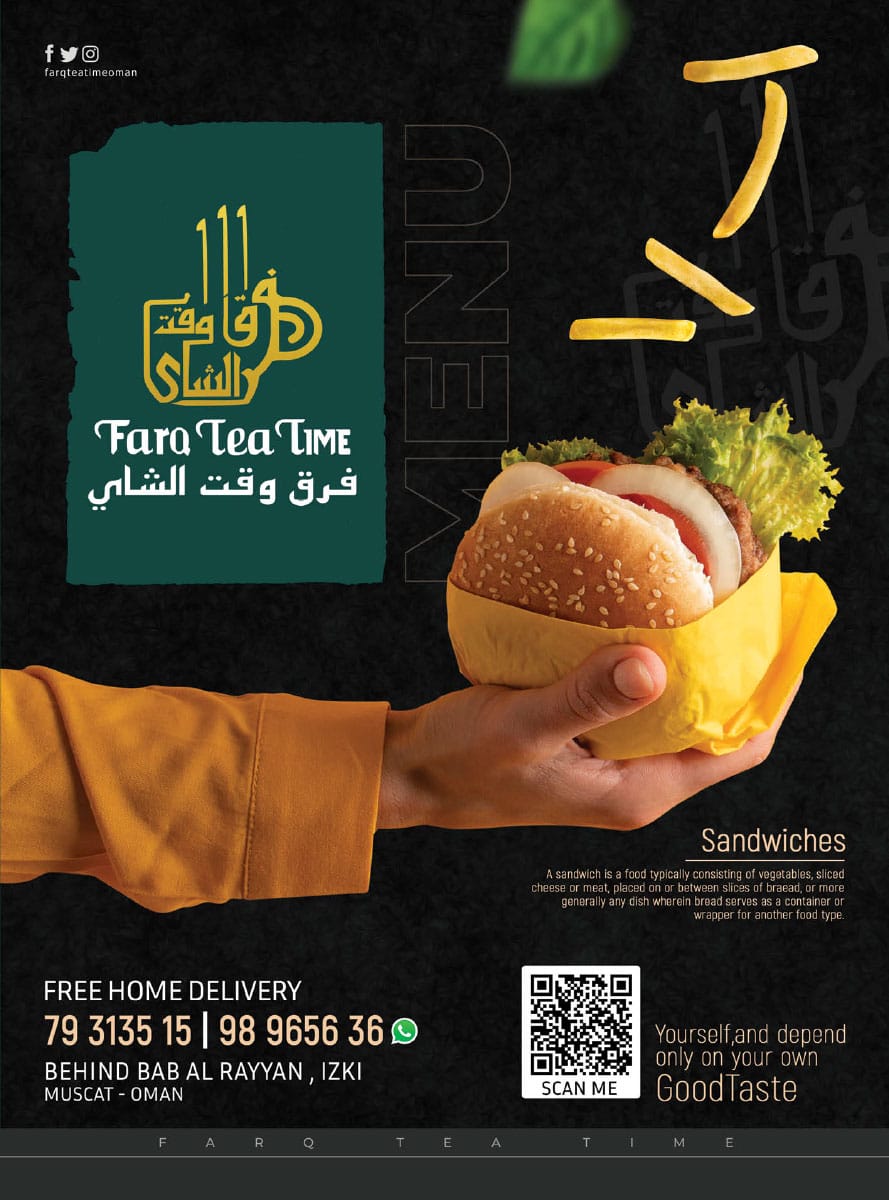 farqteatimeoman
MENU
فرق وقت الشاي
FarQ TeaTIME
فرق وقت الشاي
Sandwiches
A sandwich is a food typically consisting of vegetables, sliced
cheese or meat, placed on or between slices of braead, or more
generally any dish wherein bread serves as a container or
wrapper for another food type.
FREE HOME DELIVERY
79 3135 15 | 98 9656 36
BEHIND BAB AL RAYYAN , IZKI
MUSCAT - OMAN
SCAN ME
Yourself,and depend
only on your own
GoodTaste
FARQ TEA TIME